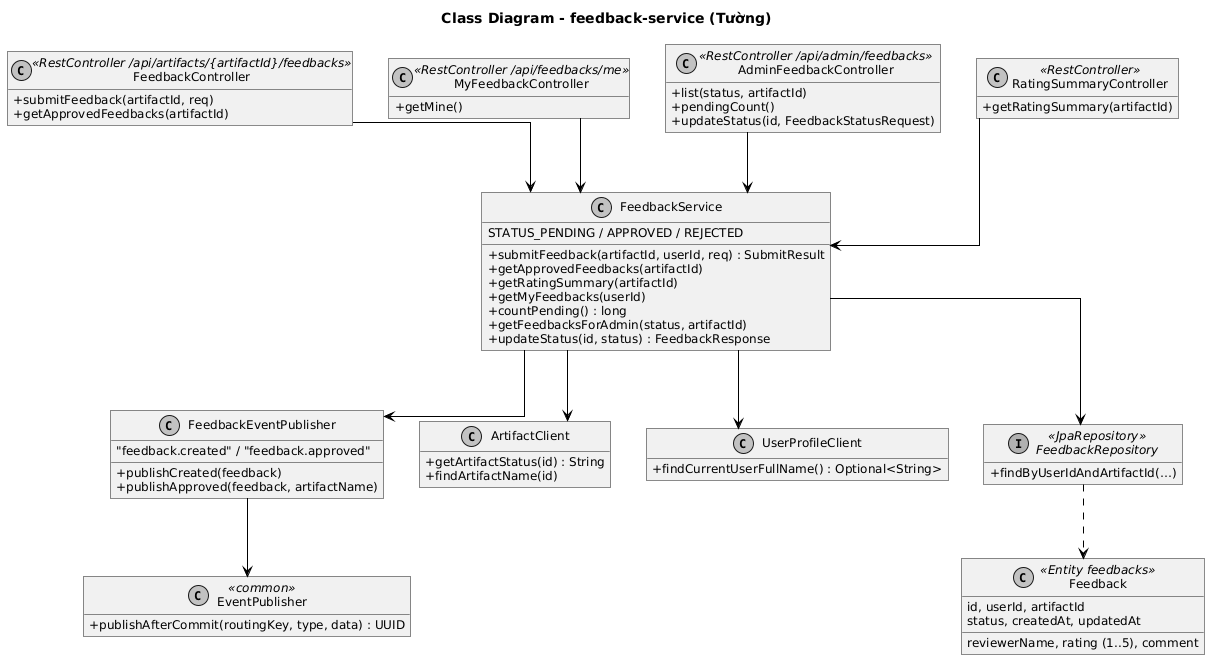 Class Diagram - feedback-service (Tường)
C «RestController /api/artifacts/{artifactId}/feedbacks»
FeedbackController
+submitFeedback(artifactId, req)
+getApprovedFeedbacks(artifactId)
C «RestController /api/feedbacks/me»
MyFeedbackController
+getMine()
C «RestController /api/admin/feedbacks»
AdminFeedbackController
+list(status, artifactId)
+pendingCount()
+updateStatus(id, FeedbackStatusRequest)
C «RestController»
RatingSummaryController
+getRatingSummary(artifactId)
C FeedbackService
STATUS_PENDING / APPROVED / REJECTED
+submitFeedback(artifactId, userId, req) : SubmitResult
+getApprovedFeedbacks(artifactId)
+getRatingSummary(artifactId)
+getMyFeedbacks(userId)
+countPending() : long
+getFeedbacksForAdmin(status, artifactId)
+updateStatus(id, status) : FeedbackResponse
C FeedbackEventPublisher
"feedback.created" / "feedback.approved"
+publishCreated(feedback)
+publishApproved(feedback, artifactName)
C ArtifactClient
+getArtifactStatus(id) : String
+findArtifactName(id)
C UserProfileClient
+findCurrentUserFullName() : Optional<String>
I «JpaRepository»
FeedbackRepository
+findByUserIdAndArtifactId(...)
C «common»
EventPublisher
+publishAfterCommit(routingKey, type, data) : UUID
C «Entity feedbacks»
Feedback
id, userId, artifactId
status, createdAt, updatedAt
reviewerName, rating (1..5), comment